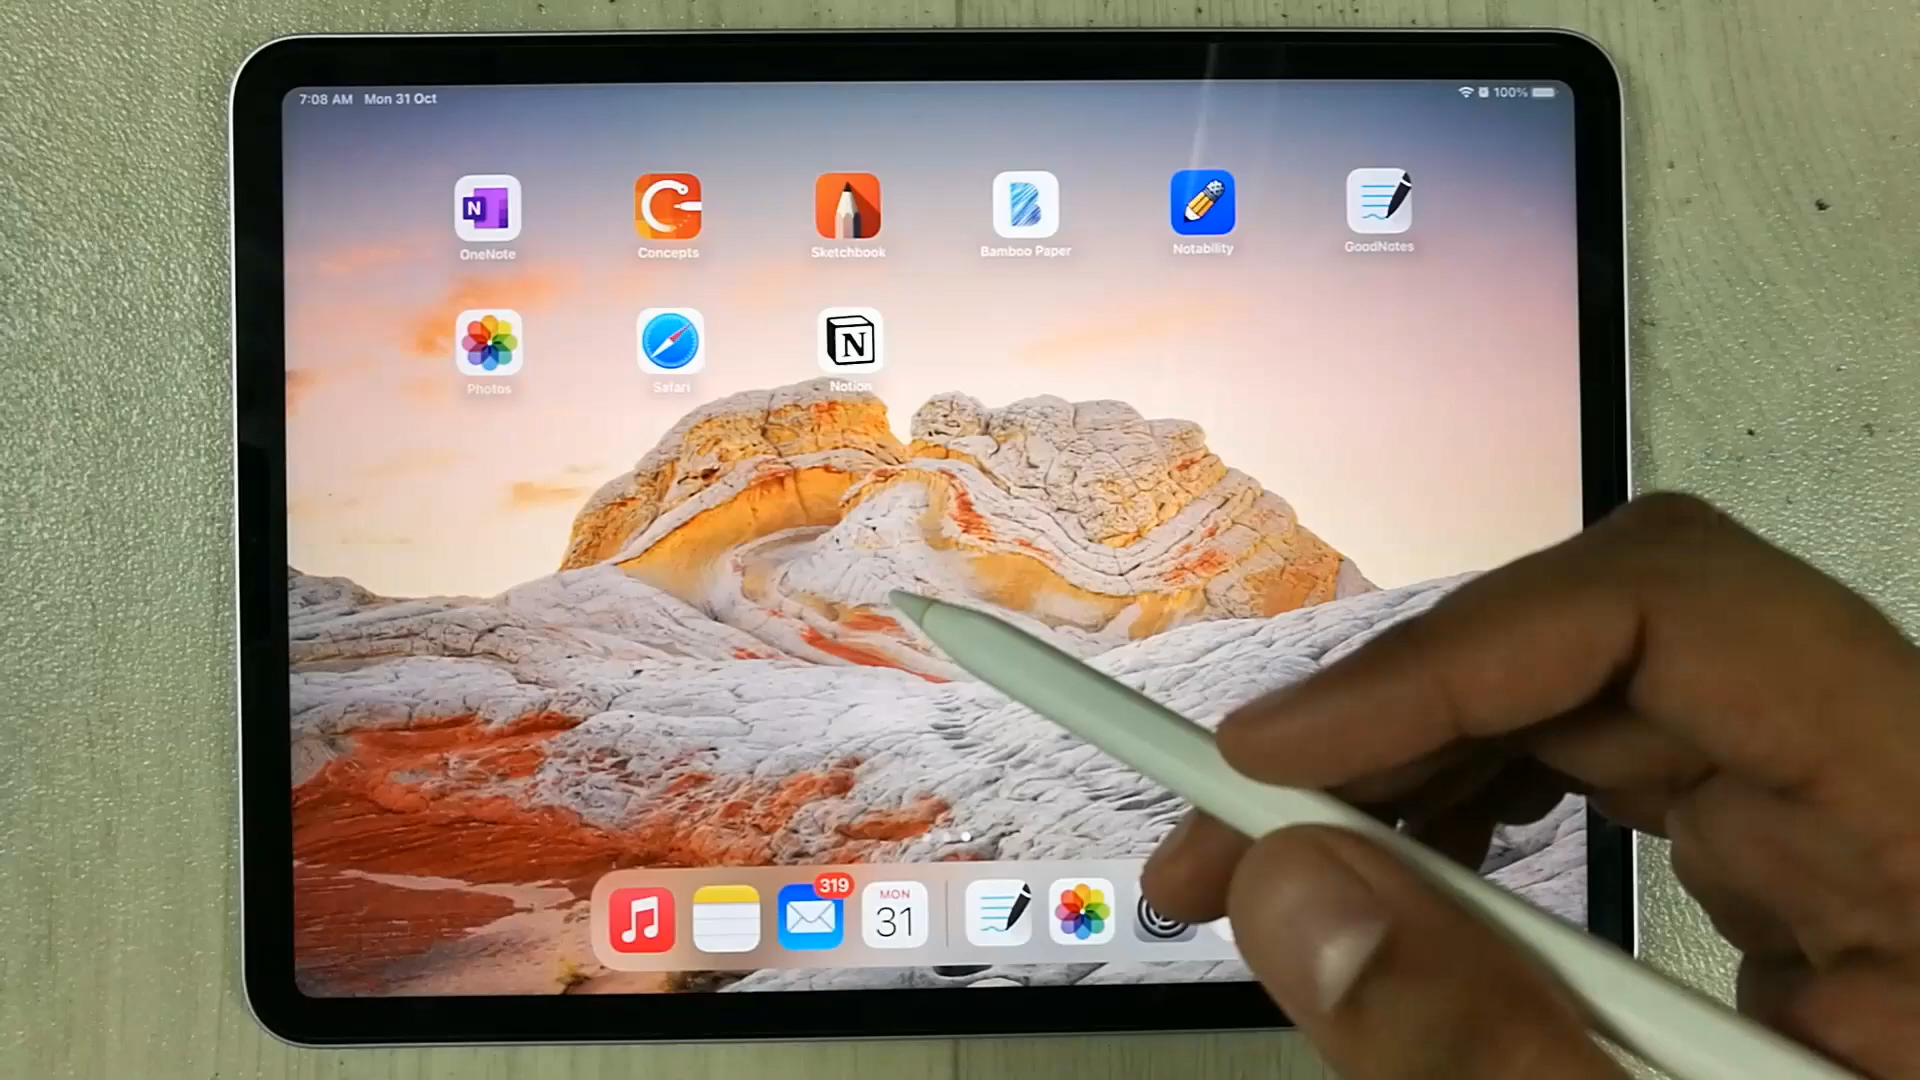 7:08 AM Mon 31 Oct
100%
N
OneNote
Concepts
Sketchbook
B
Bamboo Paper
Notability
GoodNotes
Photos
Safari
N
Notion
319
MON
31